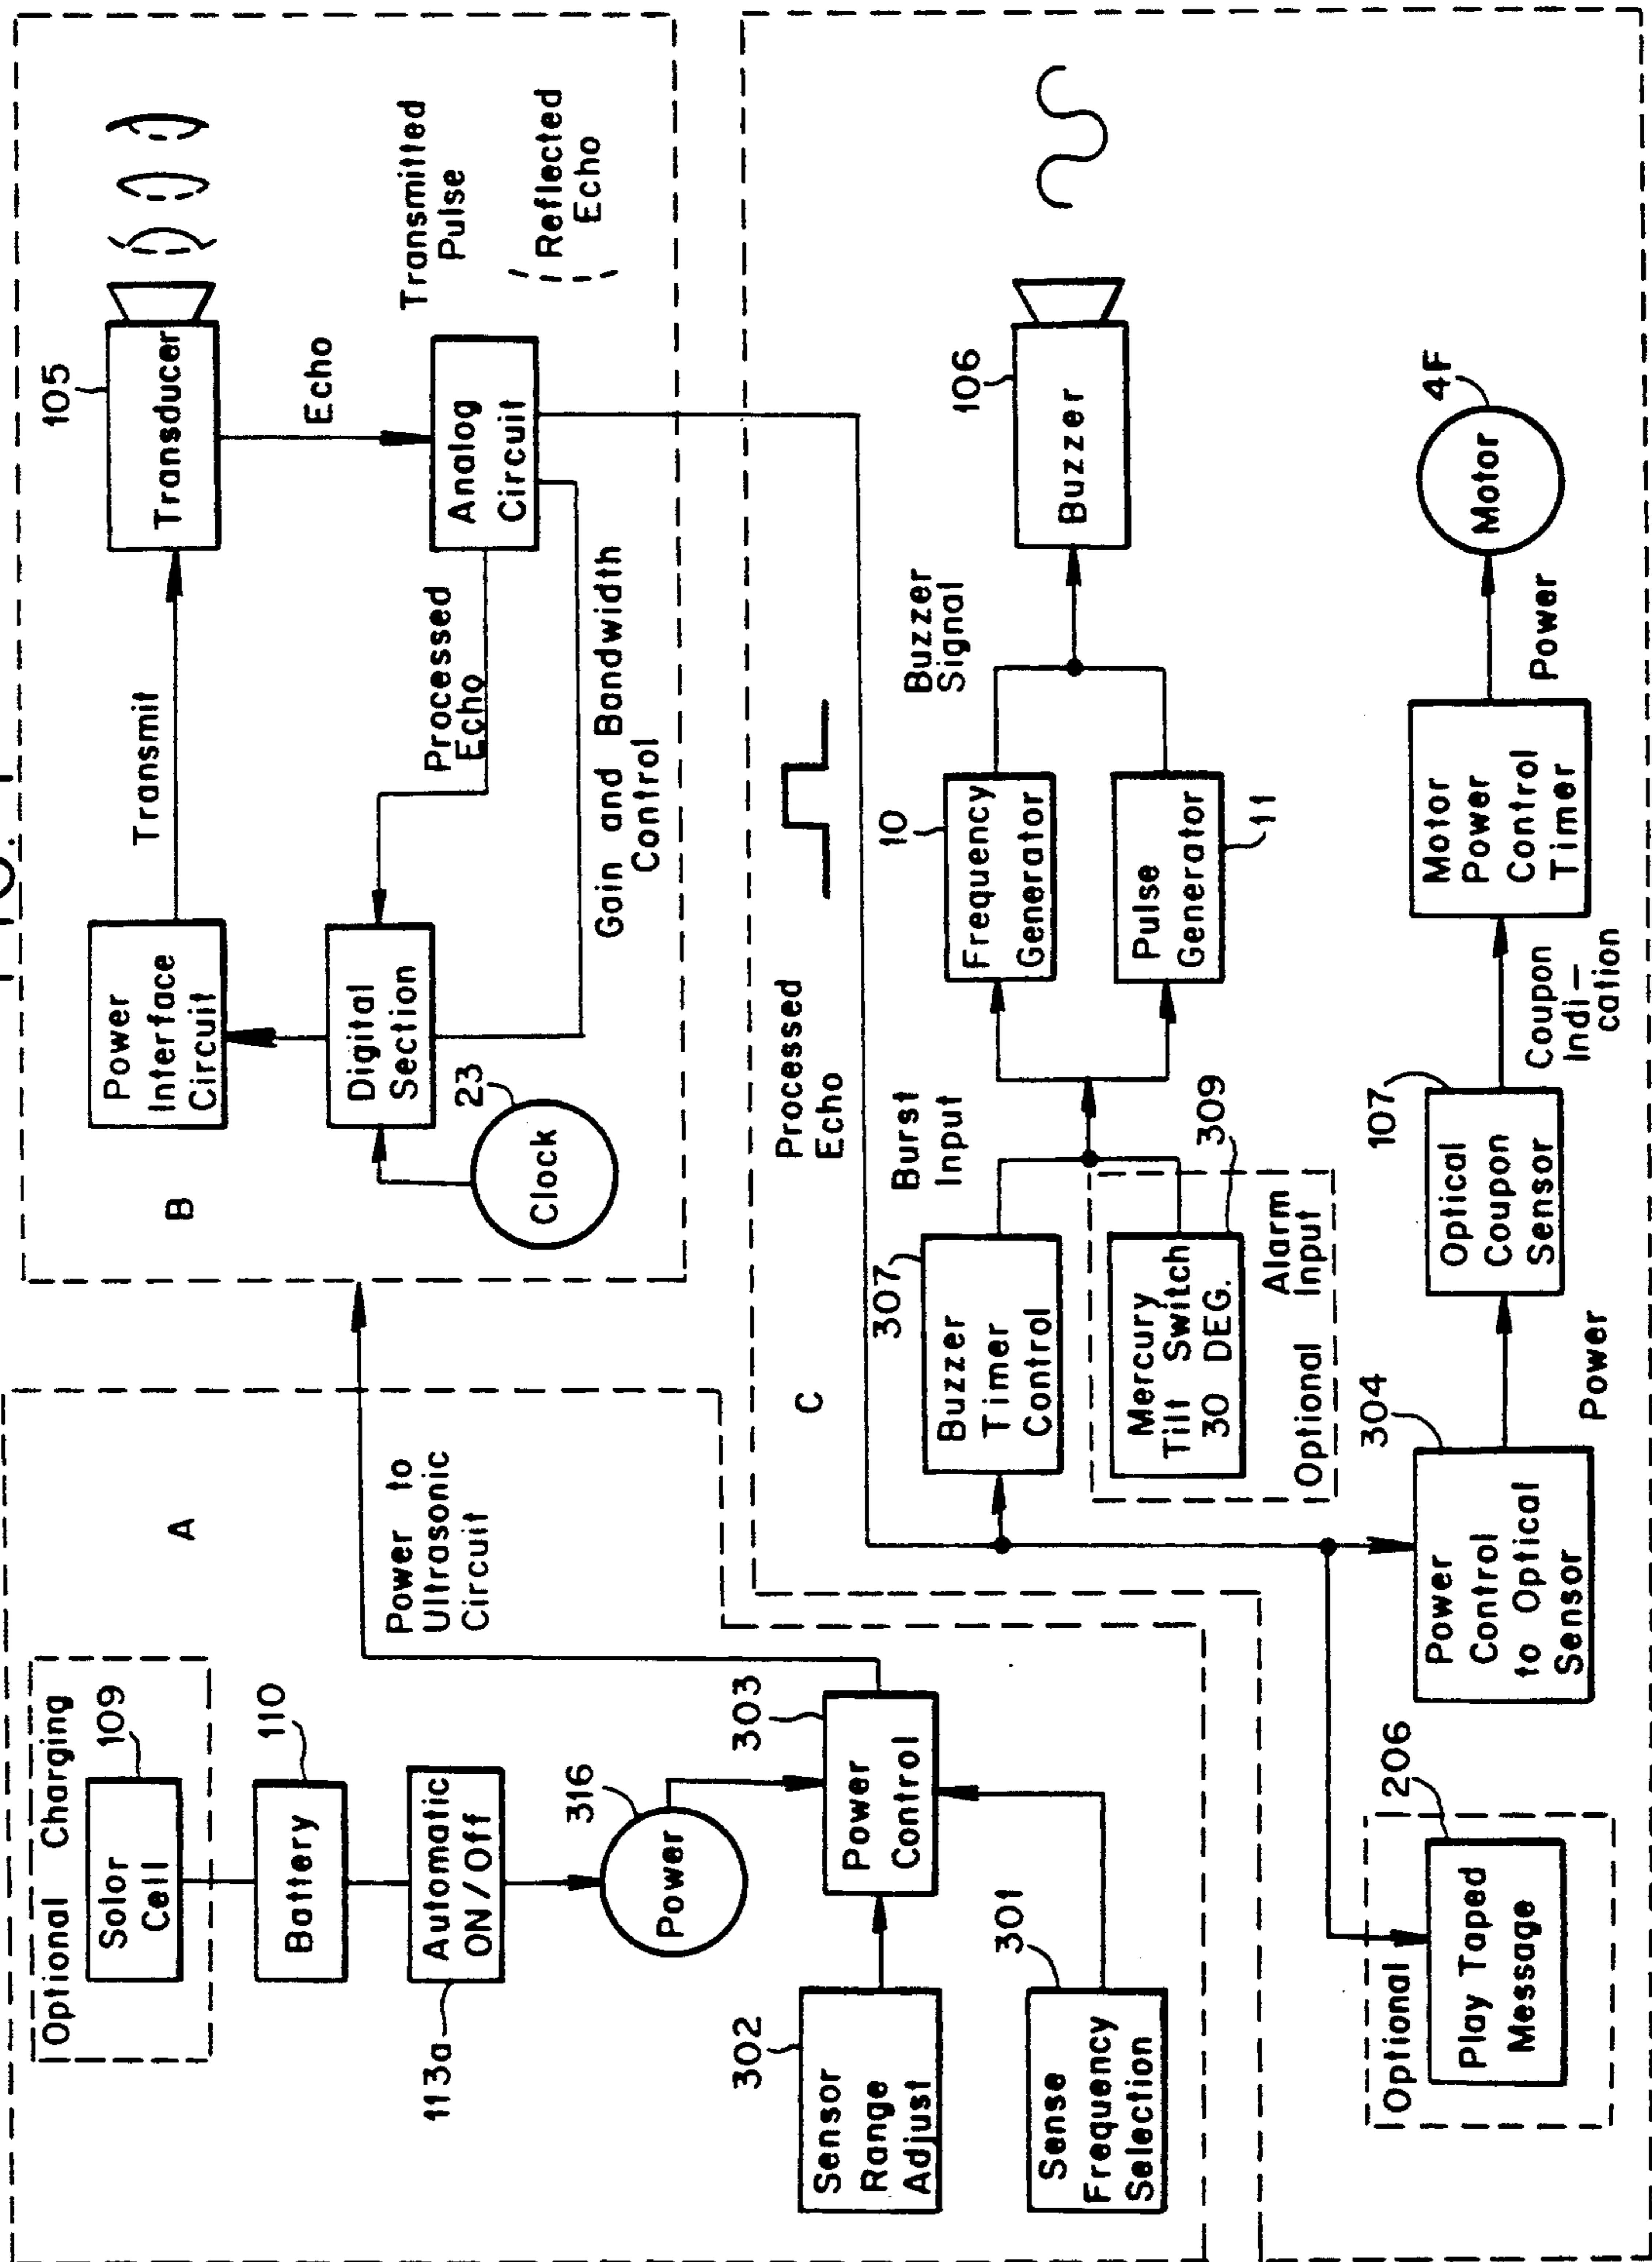 Optional Charging
Solor
Cell
109
Battery
110
Automatic
ON/Off
113a
Power
316
A
Power to
Ultrasonic
Circuit
Sensor
Range
Adjust
302
Power
Control
303
Sense
Frequency
Selection
301
B
Power
Interface
Circuit
Transmit
Transducer
105
Echo
Digital
Section
Processed
Echo
Analog
Circuit
Transmitted
Pulse
Reflected
Echo
Clock
23
Gain and Bandwidth
Control
C
Processed
Echo
Buzzer
Timer
Control
307
Burst
Input
Mercury
Tilt Switch
30 DEG.
309
Optional
Alarm
Input
Frequency
Generator
10
Pulse
Generator
11
Buzzer
Signal
Buzzer
106
Optional
Play Taped
Message
206
Power
Control
to Optical
Sensor
304
Power
Optical
Coupon
Sensor
107
Coupon
Indi-
cation
Motor
Power
Control
Timer
Power
Motor
4F